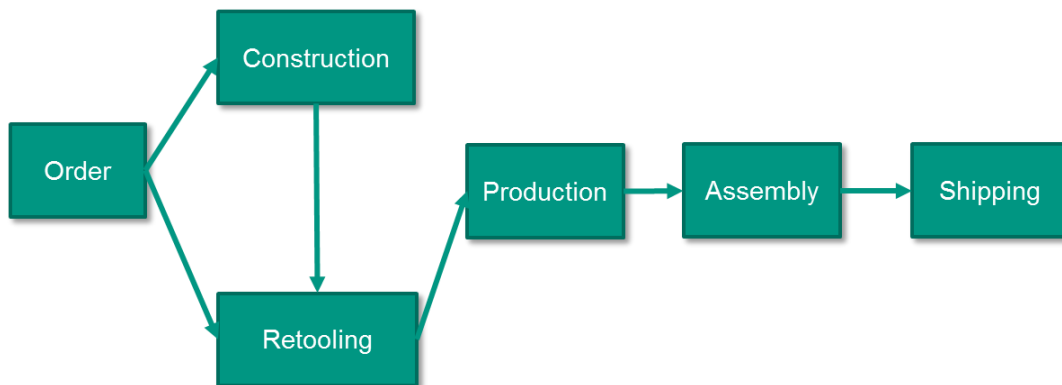 Construction
Order
Production
Assembly
Shipping
Retooling